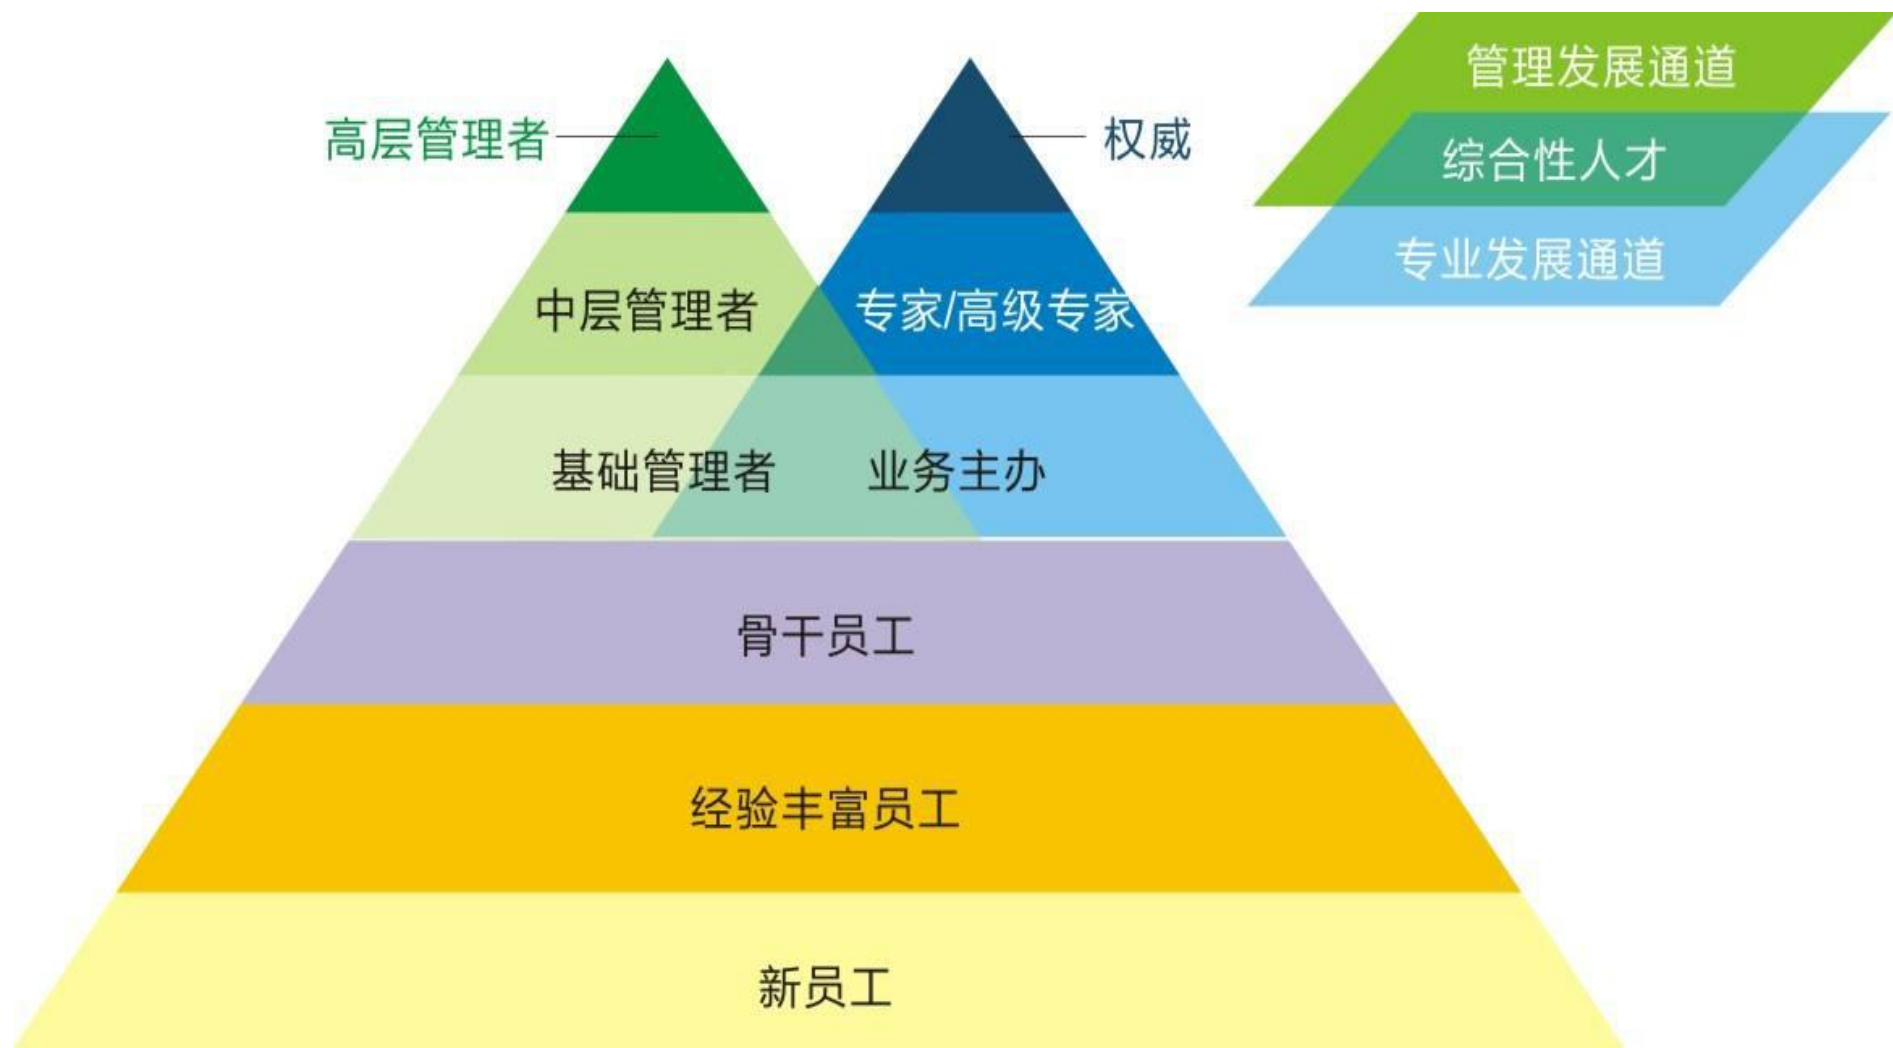 管理发展通道
高层管理者
权威
综合性人才
专业发展通道
中层管理者
专家/高级专家
基础管理者
业务主办
骨干员工
经验丰富员工
新员工